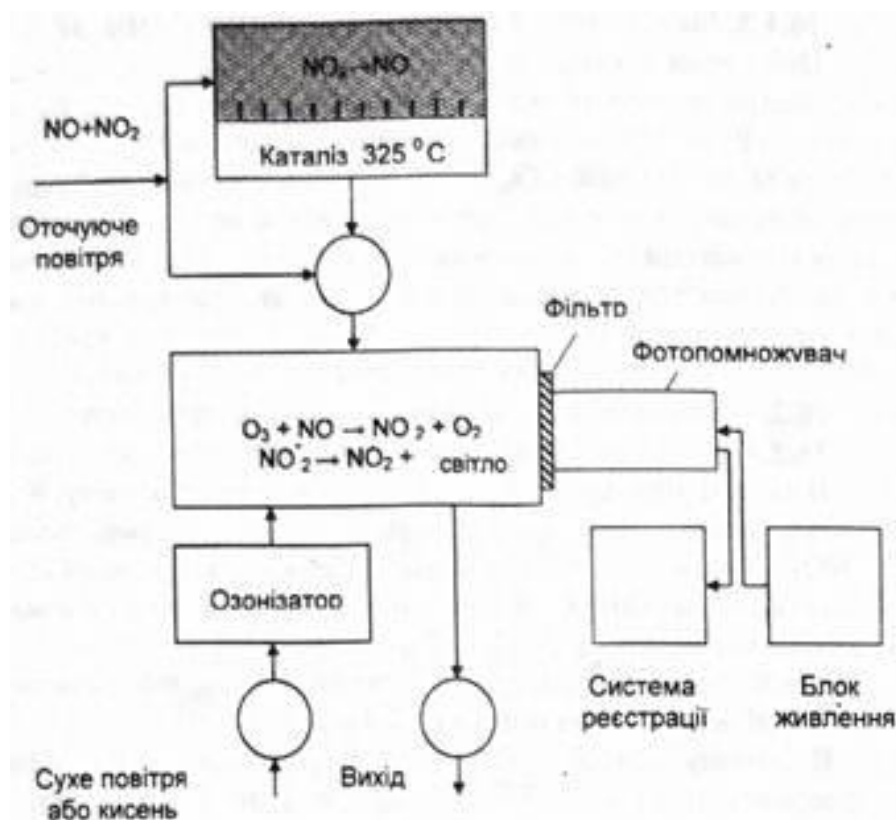 NO₂→NO
NO+NO₂
Каталіз 325 °C
Оточуюче
повітря
Фільтр
Фотопомножувач
O₃ + NO → NO₂ + O₂
NO*₂ → NO₂ + світло
Озонізатор
Система
реєстрації
Блок
живлення
Сухе повітря
або кисень
Вихід